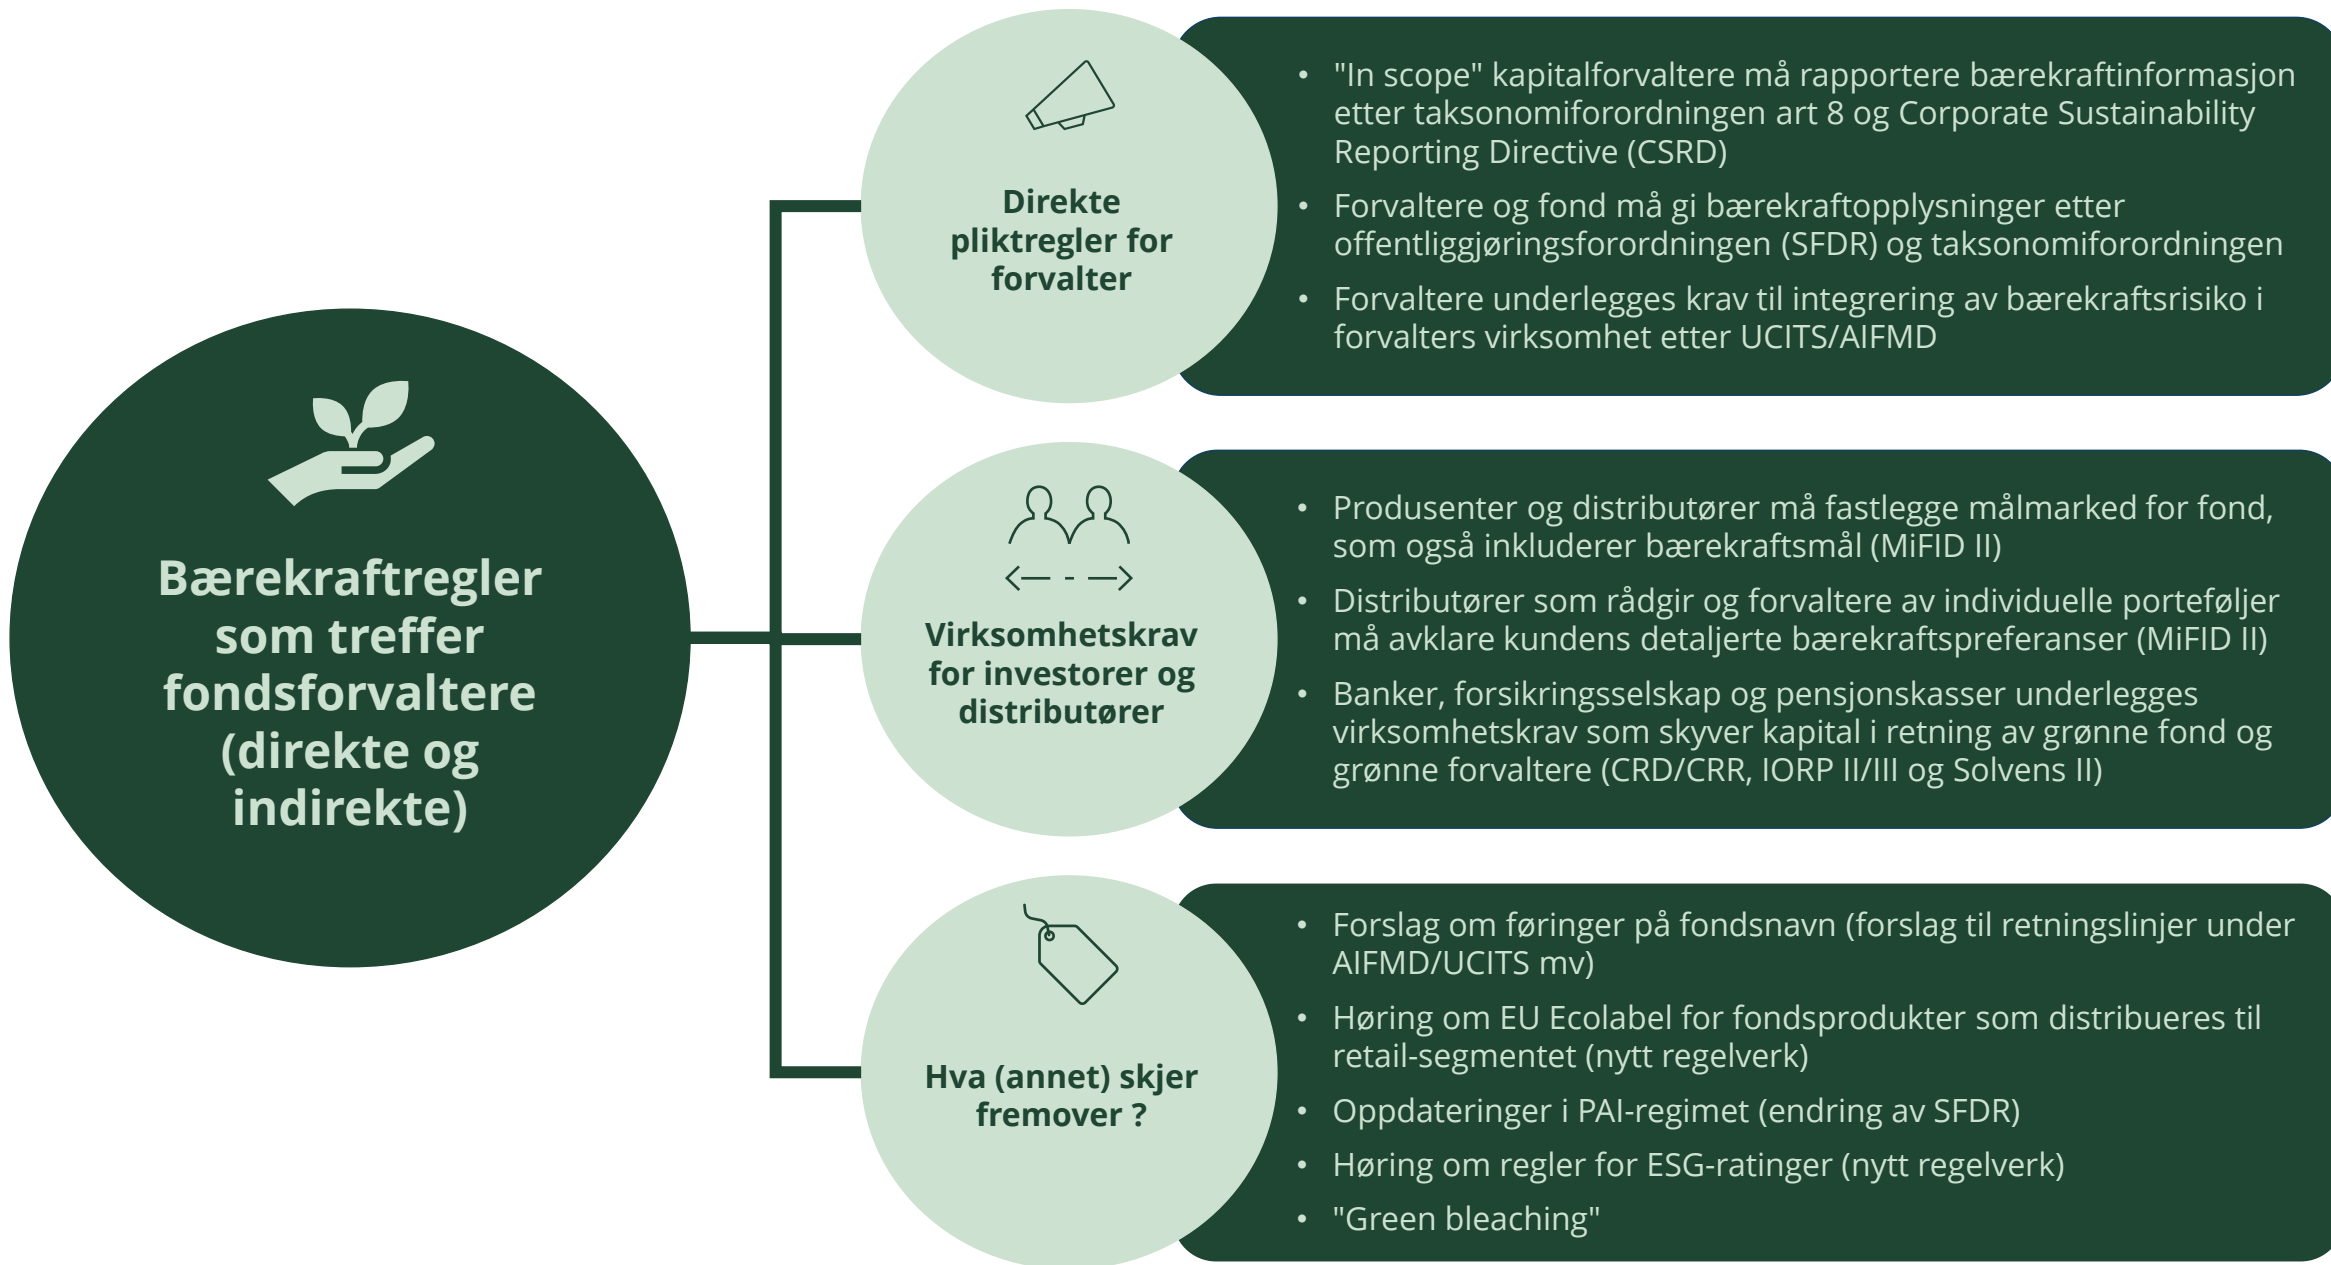 Bærekraftregler
som treffer
fondsforvaltere
(direkte og
indirekte)
Direkte
pliktregler for
forvalter
• "In scope" kapitalforvaltere må rapportere bærekraftinformasjon
etter taksonomiforordningen art 8 og Corporate Sustainability
Reporting Directive (CSRD)
• Forvaltere og fond må gi bærekraftopplysninger etter
offentliggjøringsforordningen (SFDR) og taksonomiforordningen
• Forvaltere underlegges krav til integrering av bærekraftsrisiko i
forvalters virksomhet etter UCITS/AIFMD
Virksomhetskrav
for investorer og
distributører
• Produsenter og distributører må fastlegge målmarked for fond,
som også inkluderer bærekraftsmål (MiFID II)
• Distributører som rådgir og forvaltere av individuelle porteføljer
må avklare kundens detaljerte bærekraftspreferanser (MiFID II)
• Banker, forsikringsselskap og pensjonskasser underlegges
virksomhetskrav som skyver kapital i retning av grønne fond og
grønne forvaltere (CRD/CRR, IORP II/III og Solvens II)
Hva (annet) skjer
fremover ?
• Forslag om føringer på fondsnavn (forslag til retningslinjer under
AIFMD/UCITS mv)
• Høring om EU Ecolabel for fondsprodukter som distribueres til
retail-segmentet (nytt regelverk)
• Oppdateringer i PAI-regimet (endring av SFDR)
• Høring om regler for ESG-ratinger (nytt regelverk)
• "Green bleaching"